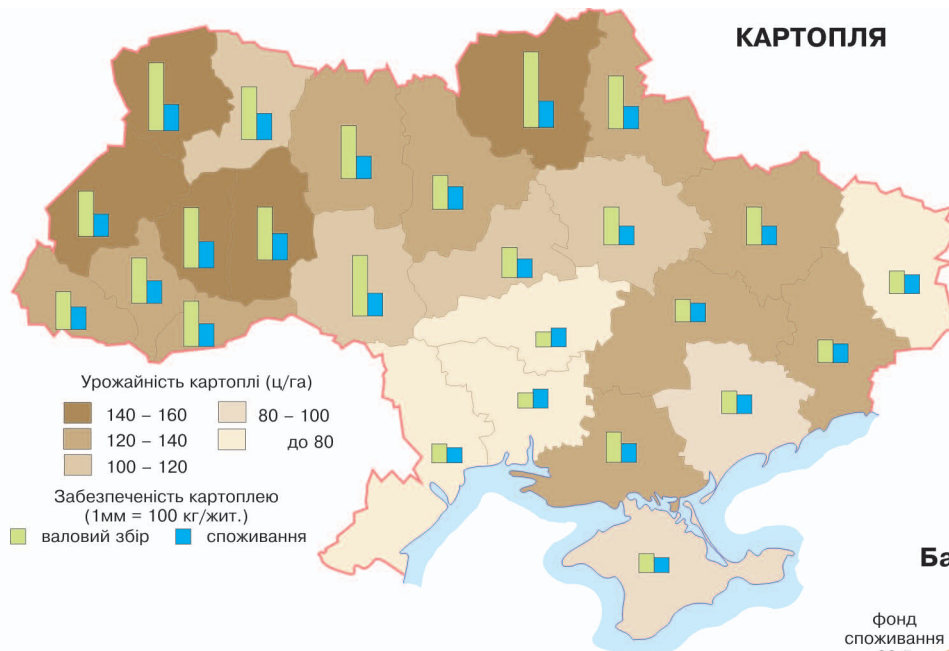 КАРТОПЛЯ
Урожайність картоплі (ц/га)
140 – 160
80 – 100
120 – 140
до 80
100 – 120
Забезпеченість картоплею
(1мм = 100 кг/жит.)
валовий збір
споживання
Ба
фонд
споживання